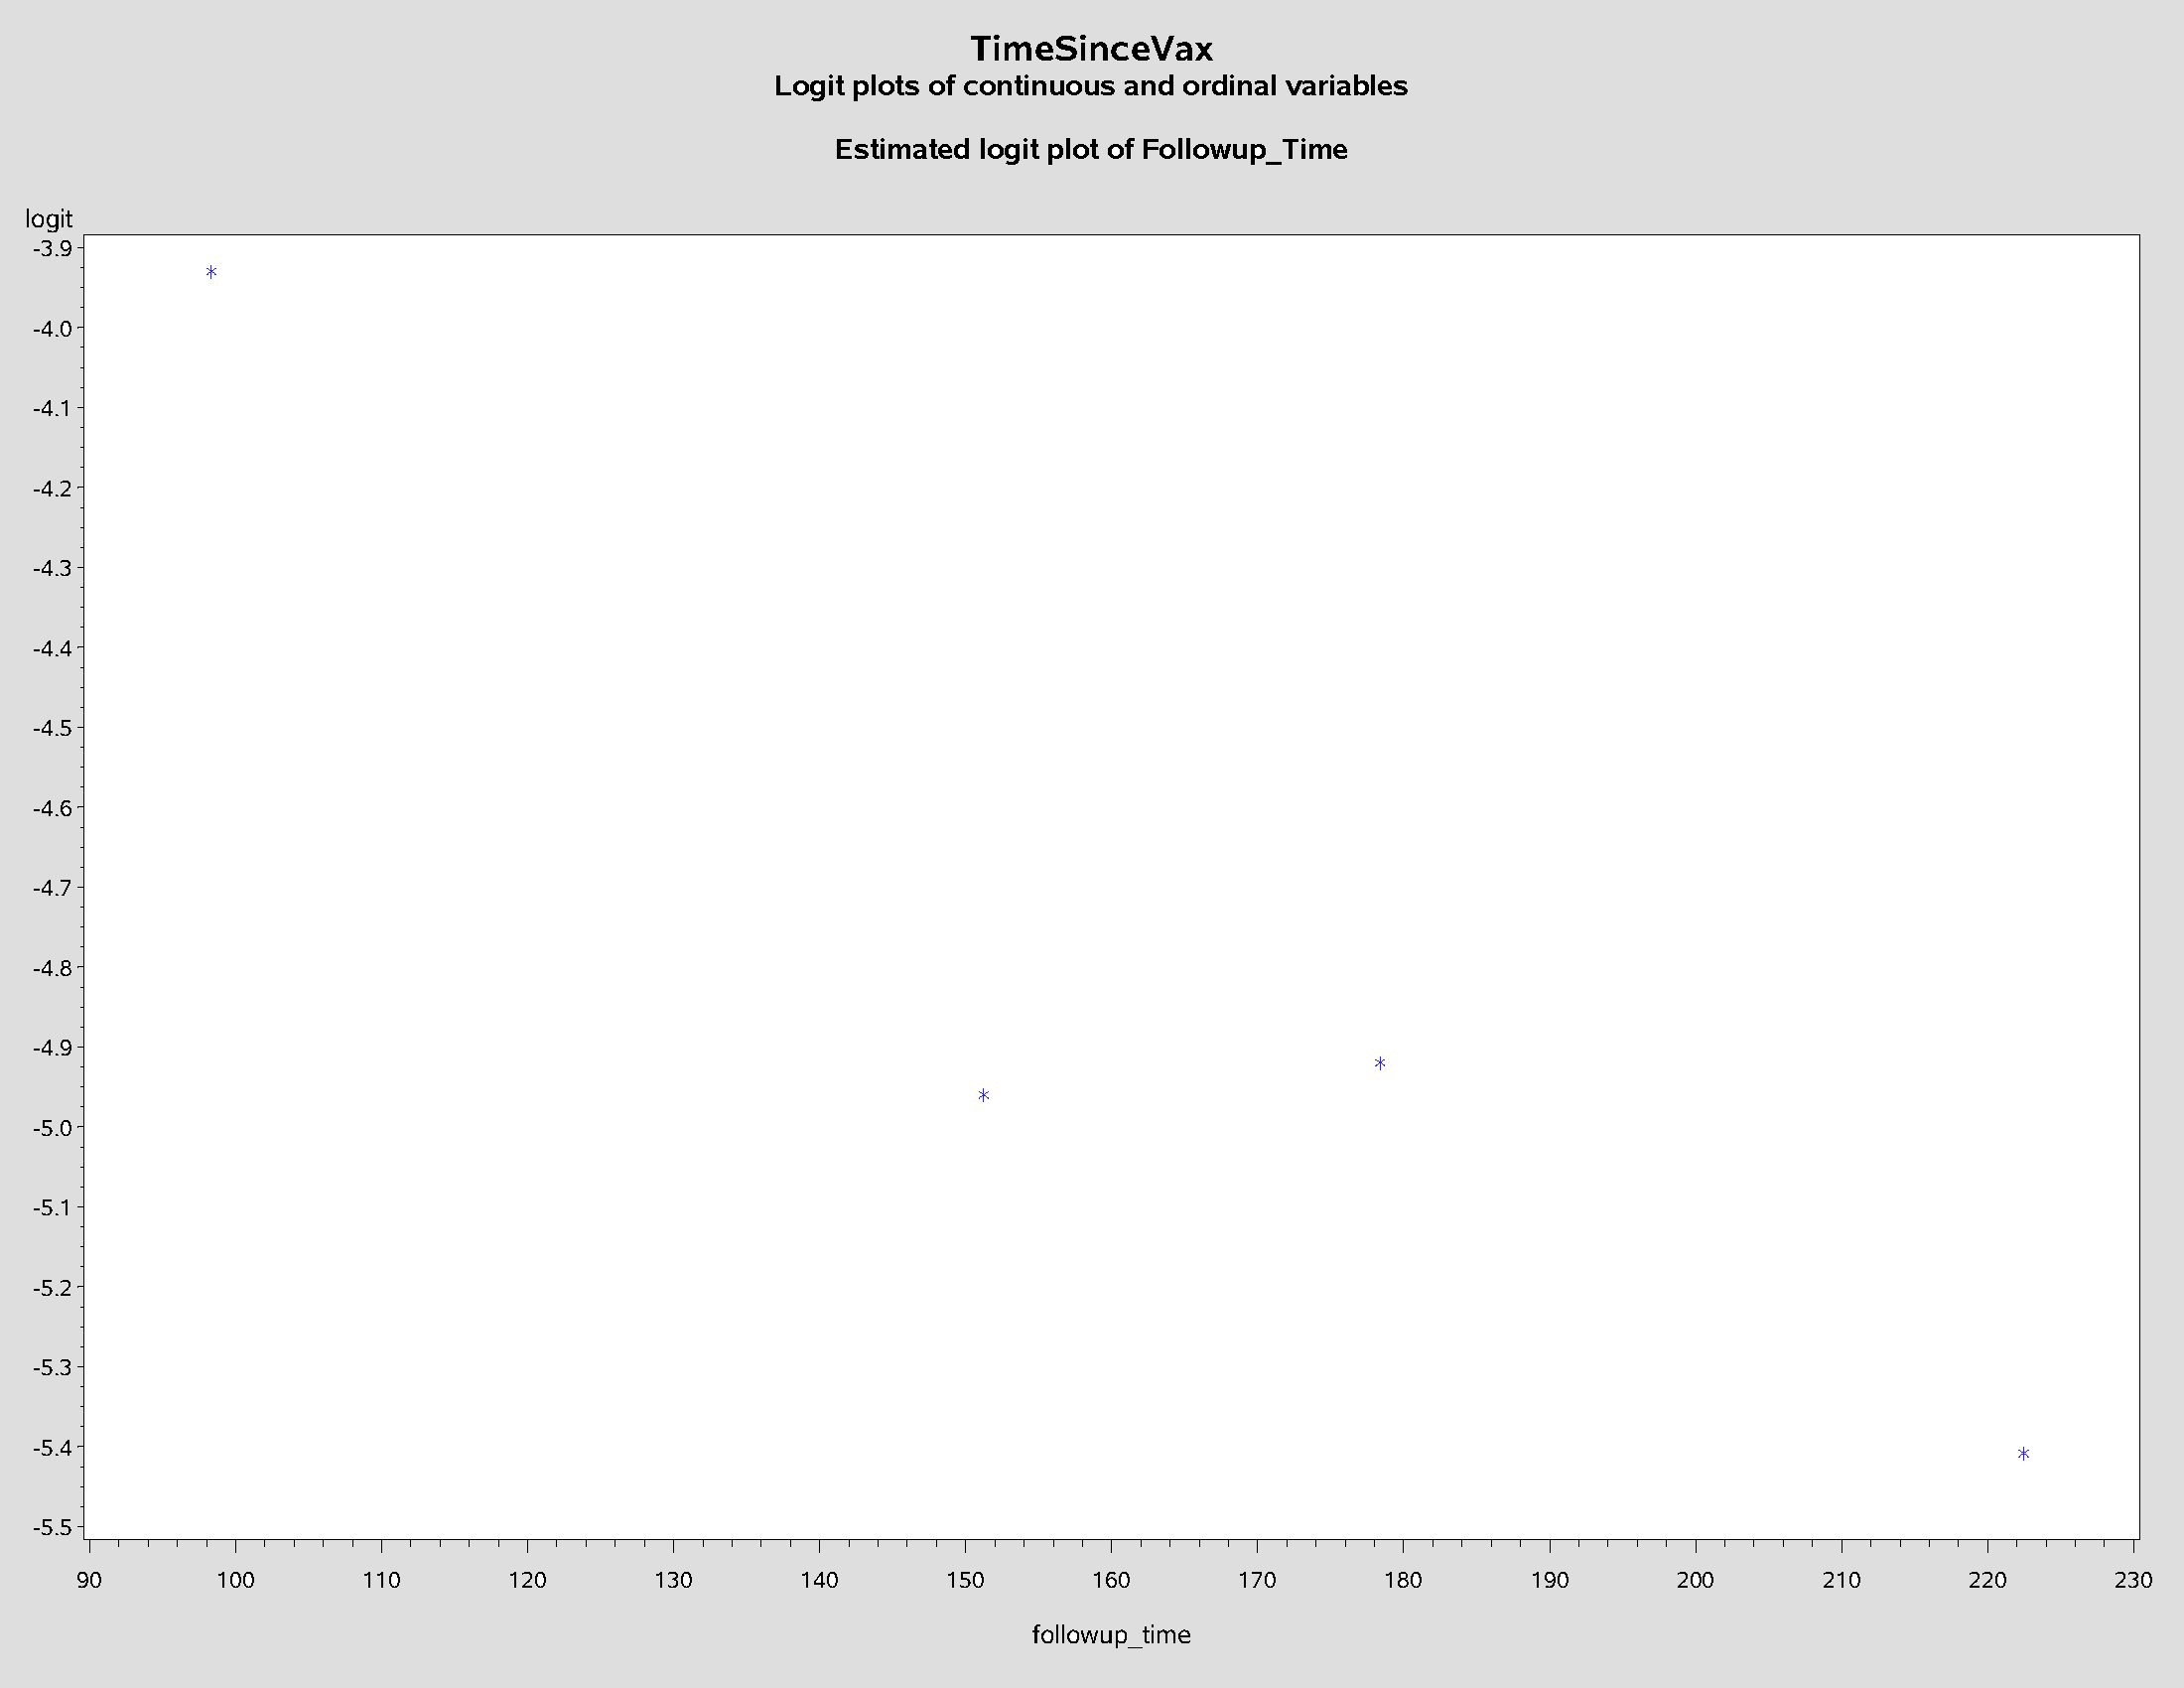 TimeSinceVax
Logit plots of continuous and ordinal variables
Estimated logit plot of Followup_Time
logit
-3.9
-4.0
-4.1
-4.2
-4.3
-4.4
-4.5
-4.6
-4.7
-4.8
-4.9
-5.0
-5.1
-5.2
-5.3
-5.4
-5.5
90 100 110 120 130 140 150 160 170 180 190 200 210 220 230
followup_time